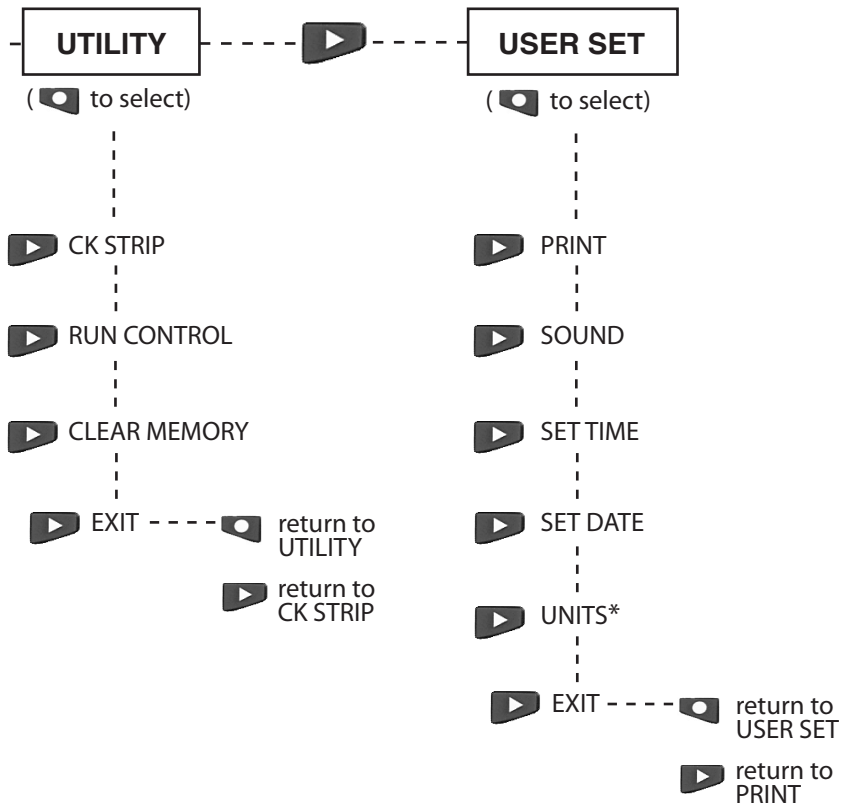 UTILITY
USER SET
( to select)
( to select)
CK STRIP
PRINT
RUN CONTROL
SOUND
CLEAR MEMORY
SET TIME
EXIT
return to
UTILITY
SET DATE
return to
CK STRIP
UNITS*
EXIT
return to
USER SET
return to
PRINT